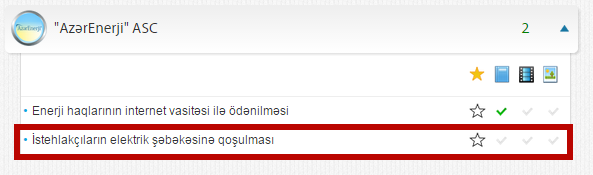 "AzərEnerji" ASC 2
Enerji haqlarının internet vasitəsi ilə ödənilməsi
İstehlakçıların elektrik şəbəkəsinə qoşulması